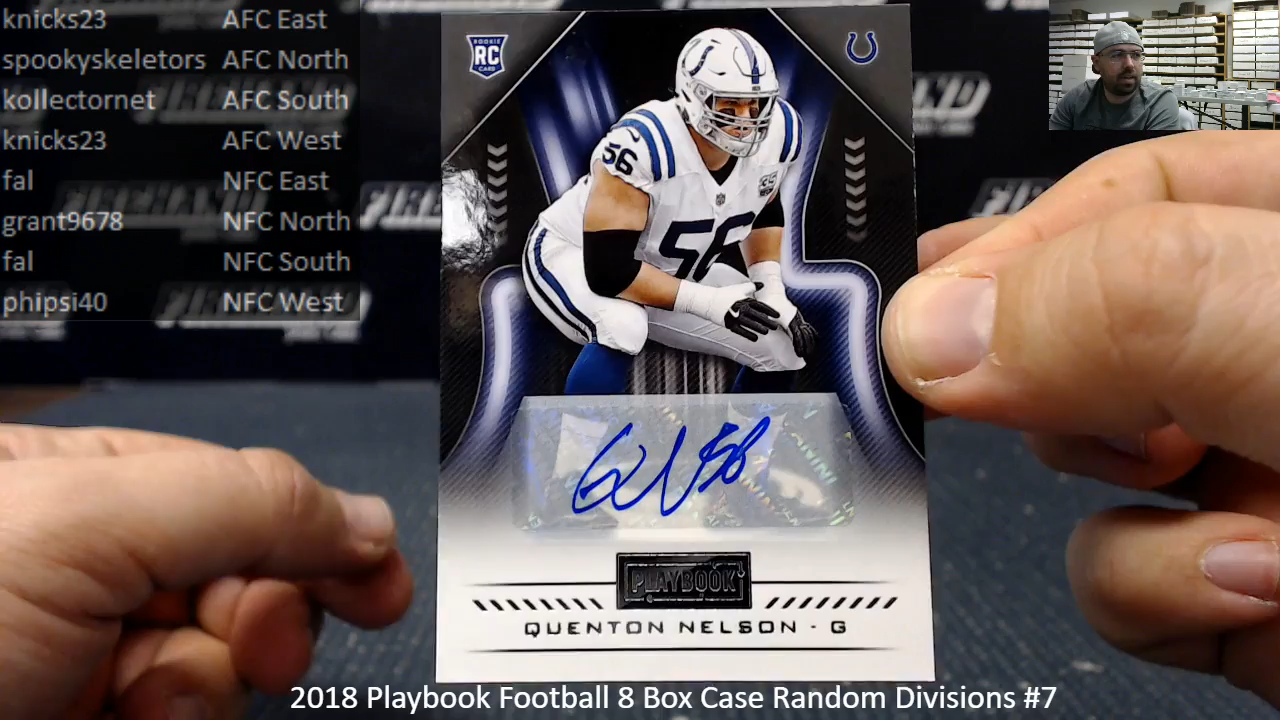 knicks23 AFC East
spookyskeletors AFC North
kollectornet AFC South
knicks23 AFC West
fal NFC East
grant9678 NFC North
fal NFC South
phipsi40 NFC West
ROOKIE
RC
CARD
56
56
PANINI
PLAYBOOK
QUENTON NELSON · G
2018 Playbook Football 8 Box Case Random Divisions #7